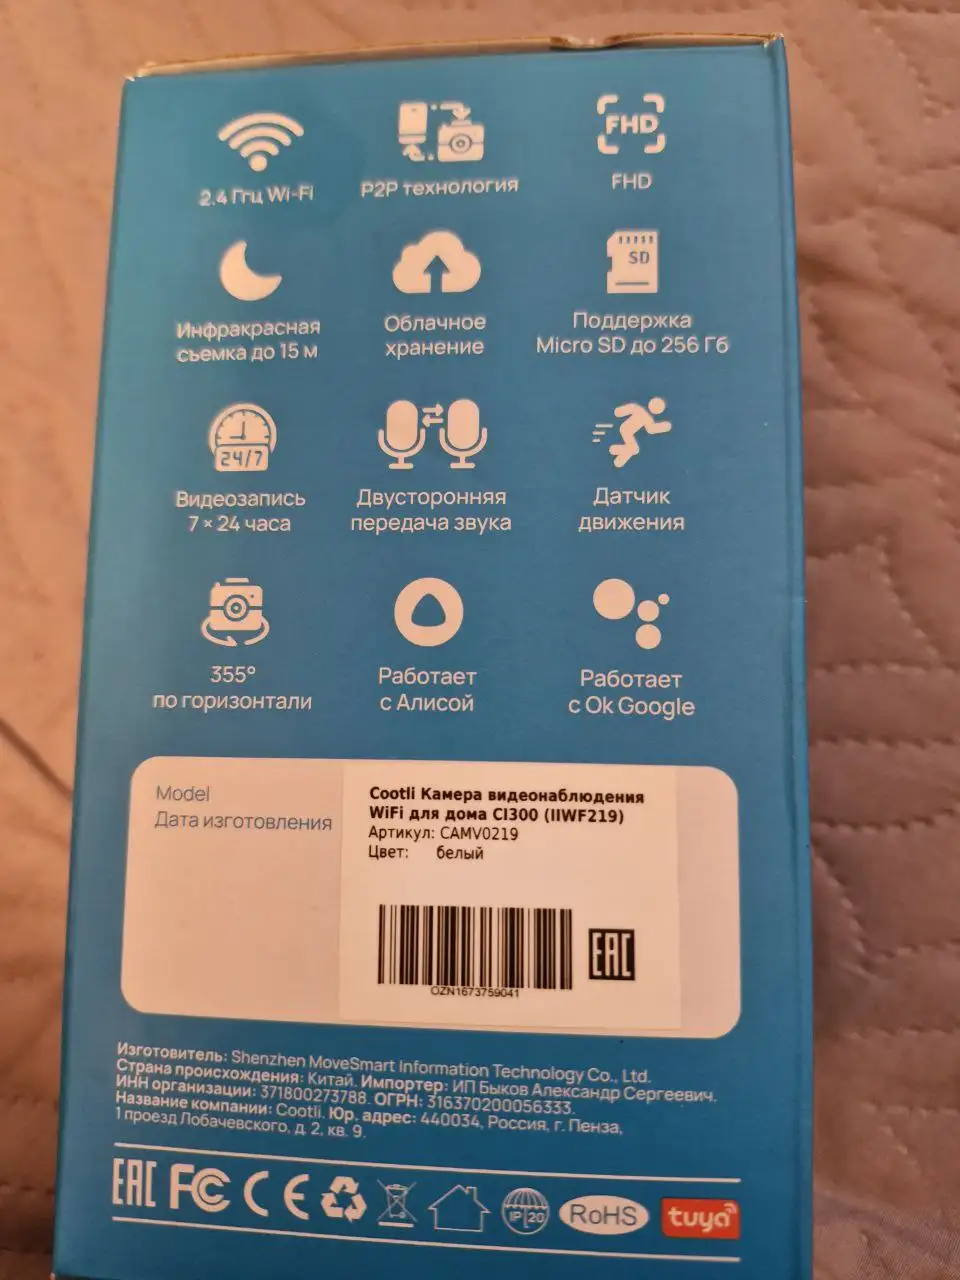 FHD
2.4 Ггц Wi-Fi
P2P технология
FHD
SD
Инфракрасная
съемка до 15 м
Облачное
хранение
Поддержка
Micro SD до 256 Гб
24/7
Видеозапись
7 × 24 часа
Двусторонняя
передача звука
Датчик
движения
355°
по горизонтали
Работает
с Алисой
Работает
с Ok Google
Model
Дата изготовления
Cootli Камера видеонаблюдения
WiFi для дома CI300 (IIWF219)
Артикул: CAMV0219
Цвет: белый
EAC
OZN1673759041
Изготовитель: Shenzhen MoveSmart Information Technology Co., Ltd.
Страна происхождения: Китай. Импортер: ИП Быков Александр Сергеевич.
ИНН организации: 371800273788. ОГРН: 316370200056333.
Название компании: Cootli. Юр. адрес: 440034, Россия, г. Пенза,
1 проезд Лобачевского, д. 2, кв. 9.
EAC FC CE IP 20 RoHS tuya